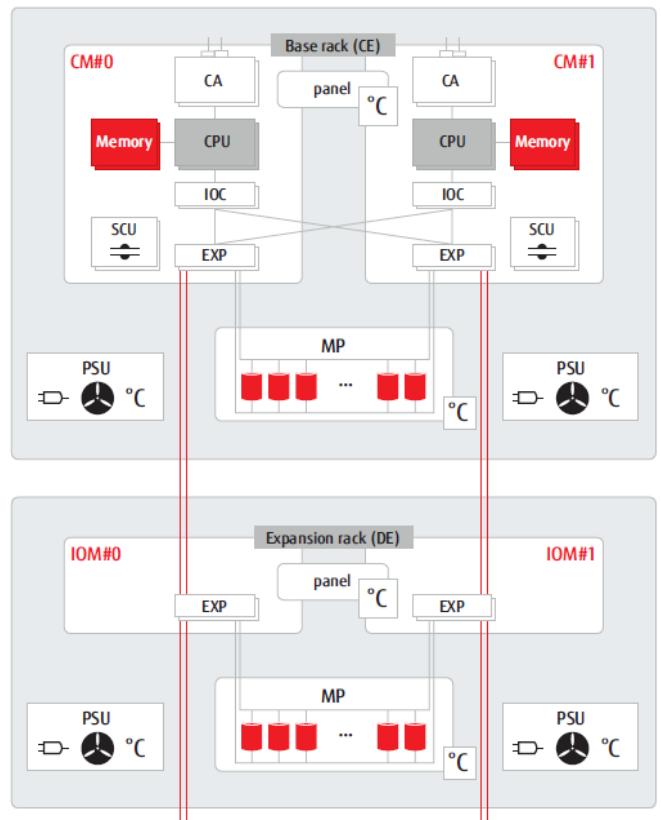 Base rack (CE)
CM#0
CM#1
CA
panel
°C
CA
Memory
CPU
CPU
Memory
IOC
IOC
SCU
SCU
EXP
EXP
MP
...
°C
PSU
°C
PSU
°C
Expansion rack (DE)
IOM#0
IOM#1
panel
°C
EXP
EXP
MP
...
°C
PSU
°C
PSU
°C